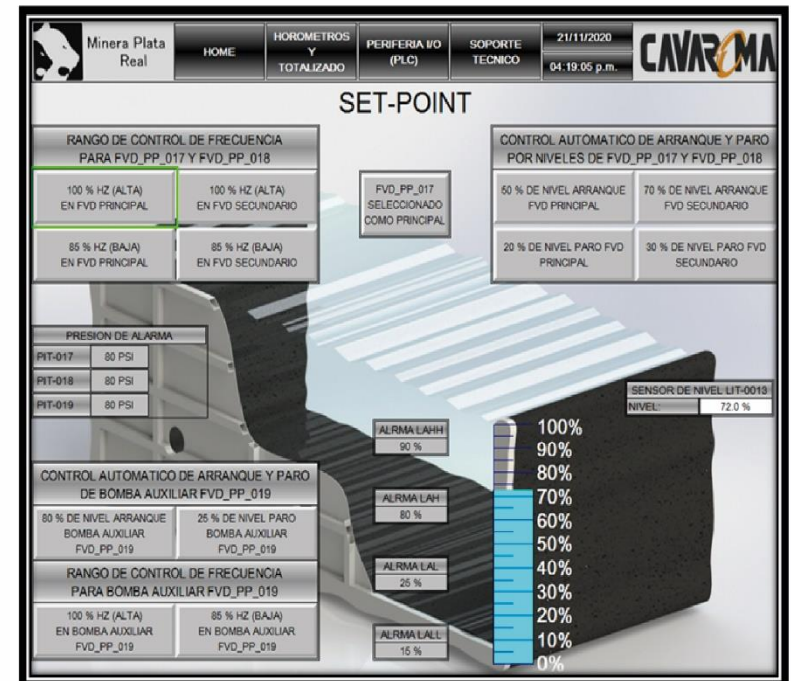 Minera Plata
Real
HOME
HOROMETROS
Y
TOTALIZADO
PERIFERIA I/O
(PLC)
SOPORTE
TECNICO
21/11/2020
04:19:05 p.m.
CAVAROMA
SET-POINT
RANGO DE CONTROL DE FRECUENCIA
PARA FVD_PP_017 Y FVD_PP_018
100 % HZ (ALTA)
EN FVD PRINCIPAL
100 % HZ (ALTA)
EN FVD SECUNDARIO
85 % HZ (BAJA)
EN FVD PRINCIPAL
85 % HZ (BAJA)
EN FVD SECUNDARIO
FVD_PP_017
SELECCIONADO
COMO PRINCIPAL
CONTROL AUTOMATICO DE ARRANQUE Y PARO
POR NIVELES DE FVD_PP_017 Y FVD_PP_018
50 % DE NIVEL ARRANQUE
FVD PRINCIPAL
70 % DE NIVEL ARRANQUE
FVD SECUNDARIO
20 % DE NIVEL PARO FVD
PRINCIPAL
30 % DE NIVEL PARO FVD
SECUNDARIO
PRESION DE ALARMA
PIT-017 80 PSI
PIT-018 80 PSI
PIT-019 80 PSI
SENSOR DE NIVEL LIT-0013
NIVEL: 72.0 %
CONTROL AUTOMATICO DE ARRANQUE Y PARO
DE BOMBA AUXILIAR FVD_PP_019
80 % DE NIVEL ARRANQUE
BOMBA AUXILIAR
FVD_PP_019
25 % DE NIVEL PARO
BOMBA AUXILIAR
FVD_PP_019
RANGO DE CONTROL DE FRECUENCIA
PARA BOMBA AUXILIAR FVD_PP_019
100 % HZ (ALTA)
EN BOMBA AUXILIAR
FVD_PP_019
85 % HZ (BAJA)
EN BOMBA AUXILIAR
FVD_PP_019
ALRMA LAHH
90 %
ALRMA LAH
80 %
ALRMA LAL
25 %
ALRMA LALL
15 %
100%
90%
80%
70%
60%
50%
40%
30%
20%
10%
0%